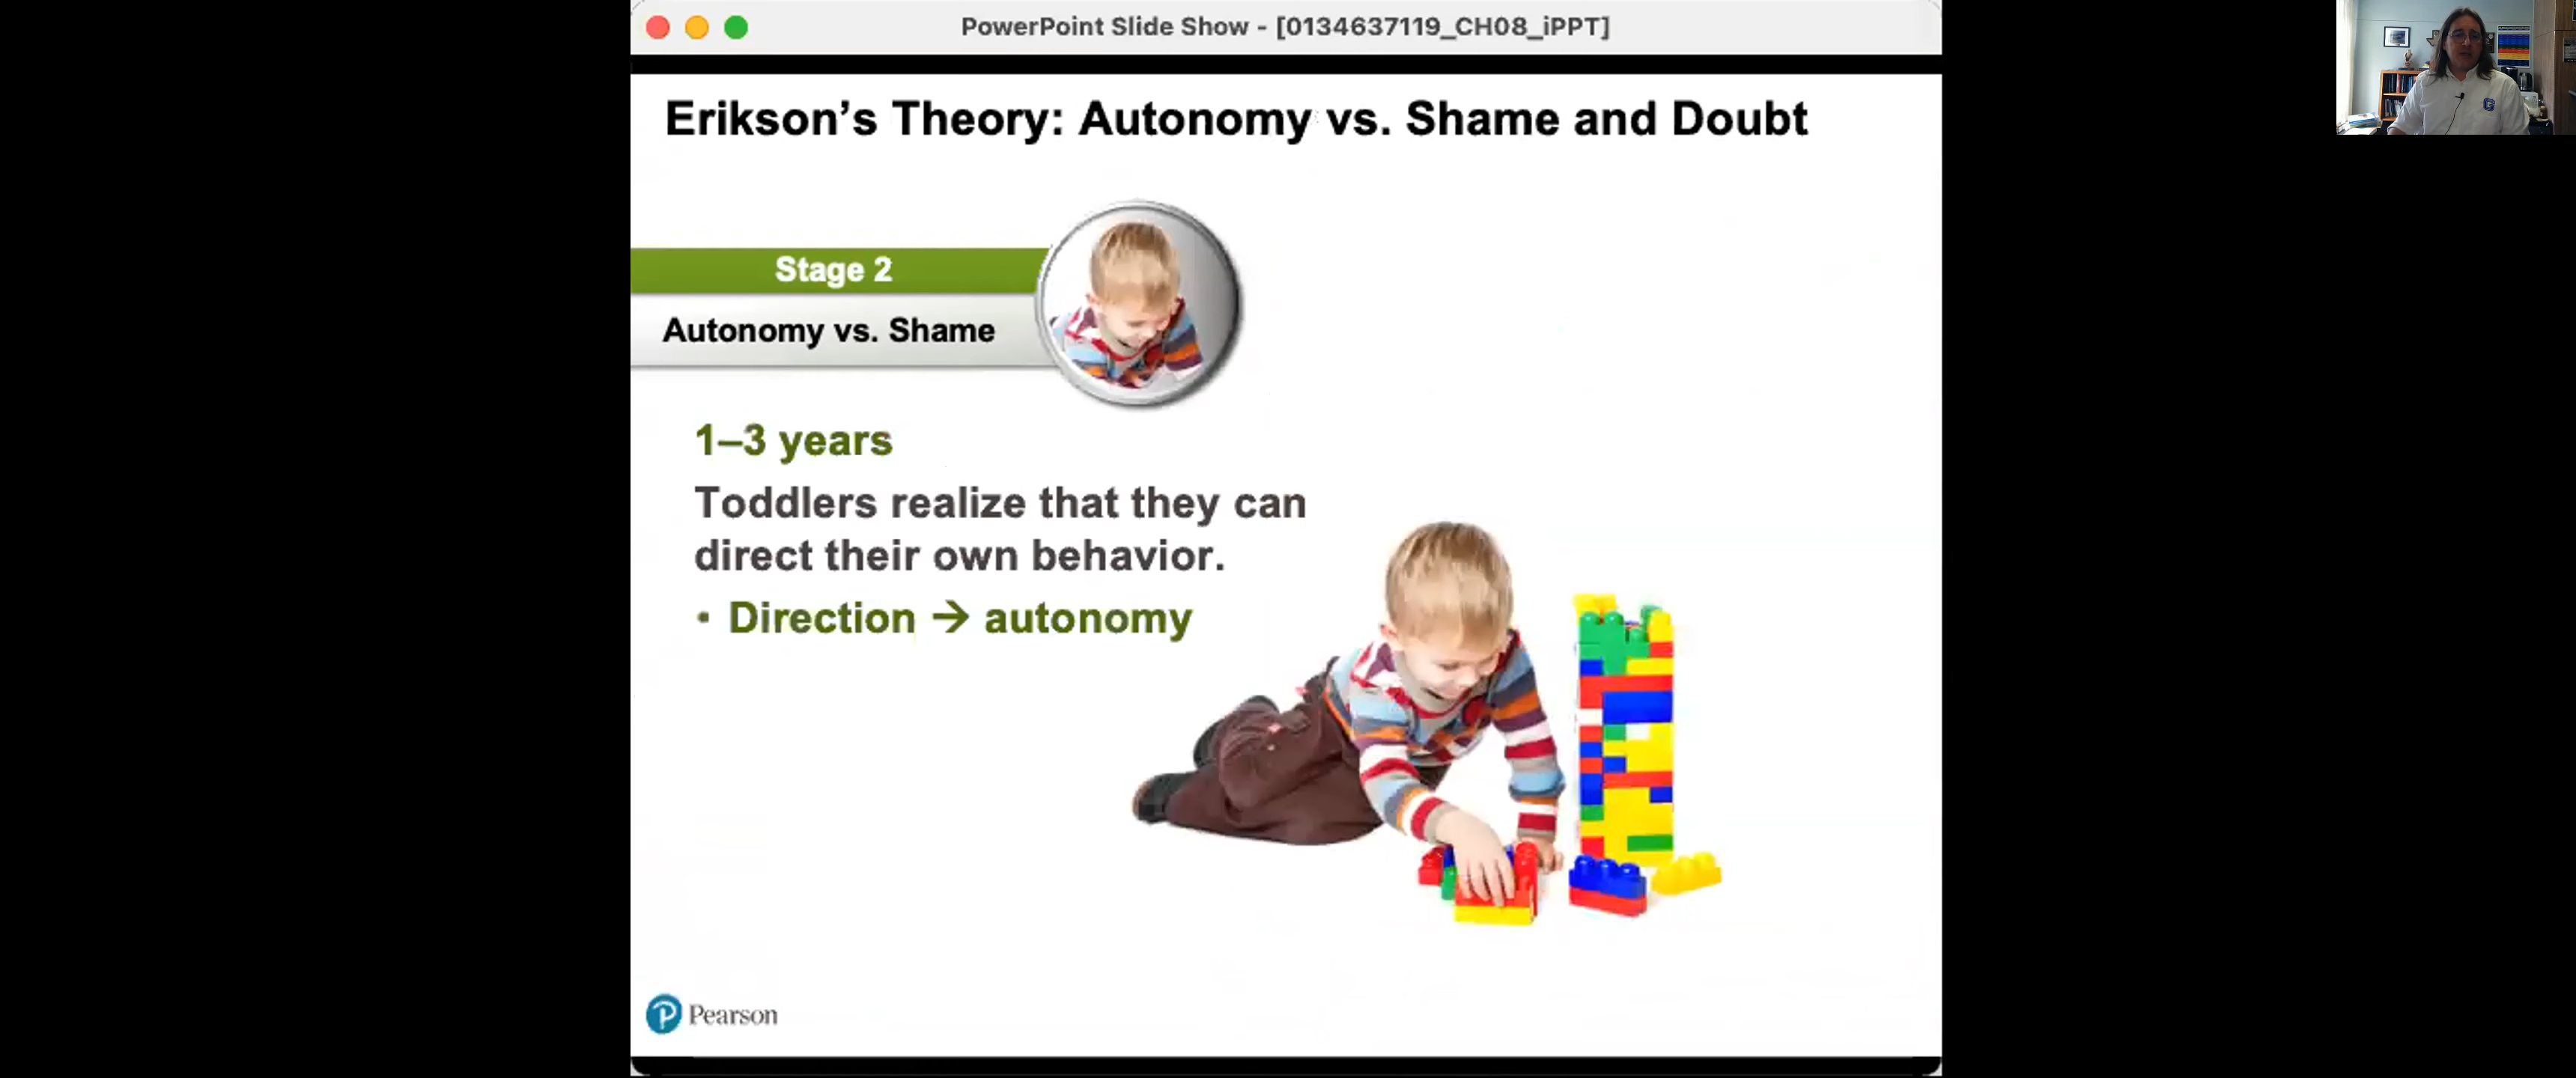 PowerPoint Slide Show - [0134637119_CH08_iPPT]
Erikson's Theory: Autonomy vs. Shame and Doubt
Stage 2
Autonomy vs. Shame
1–3 years
Toddlers realize that they can
direct their own behavior.
• Direction → autonomy
Pearson